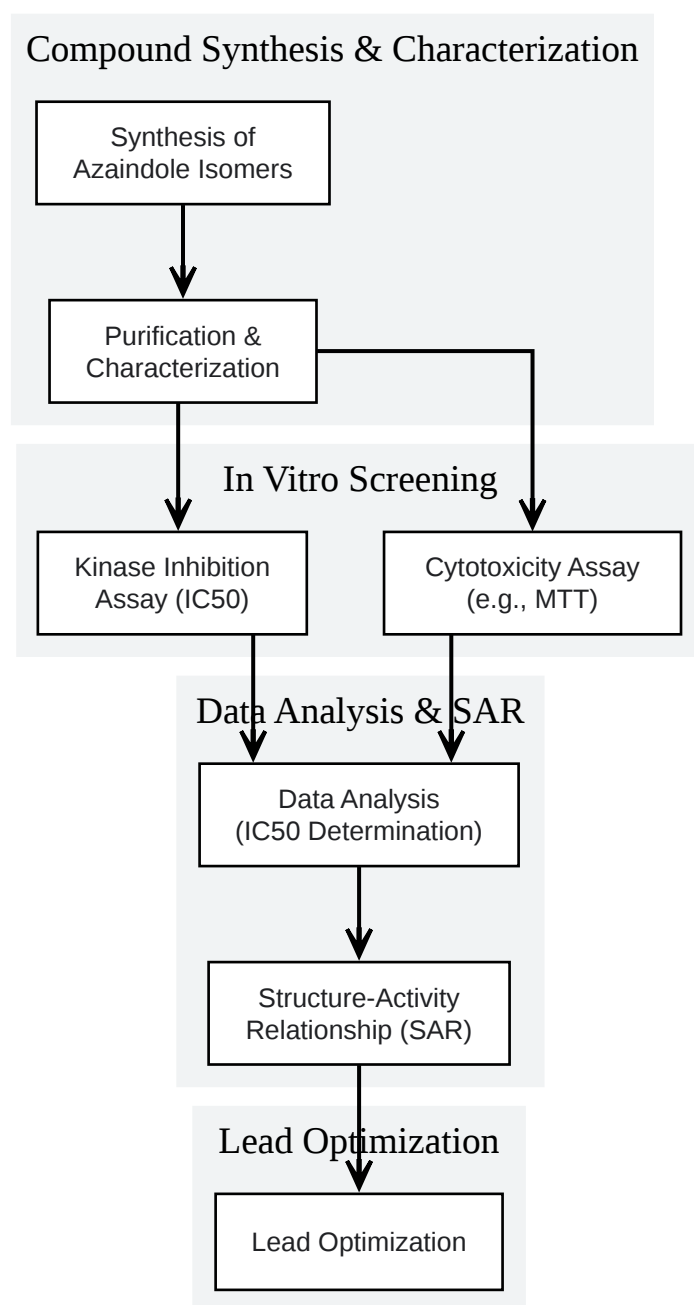 Compound Synthesis & Characterization
Synthesis of
Azaindole Isomers
Purification &
Characterization
In Vitro Screening
Kinase Inhibition
Assay (IC50)
Cytotoxicity Assay
(e.g., MTT)
Data Analysis & SAR
Data Analysis
(IC50 Determination)
Structure-Activity
Relationship (SAR)
Lead Optimization
Lead Optimization